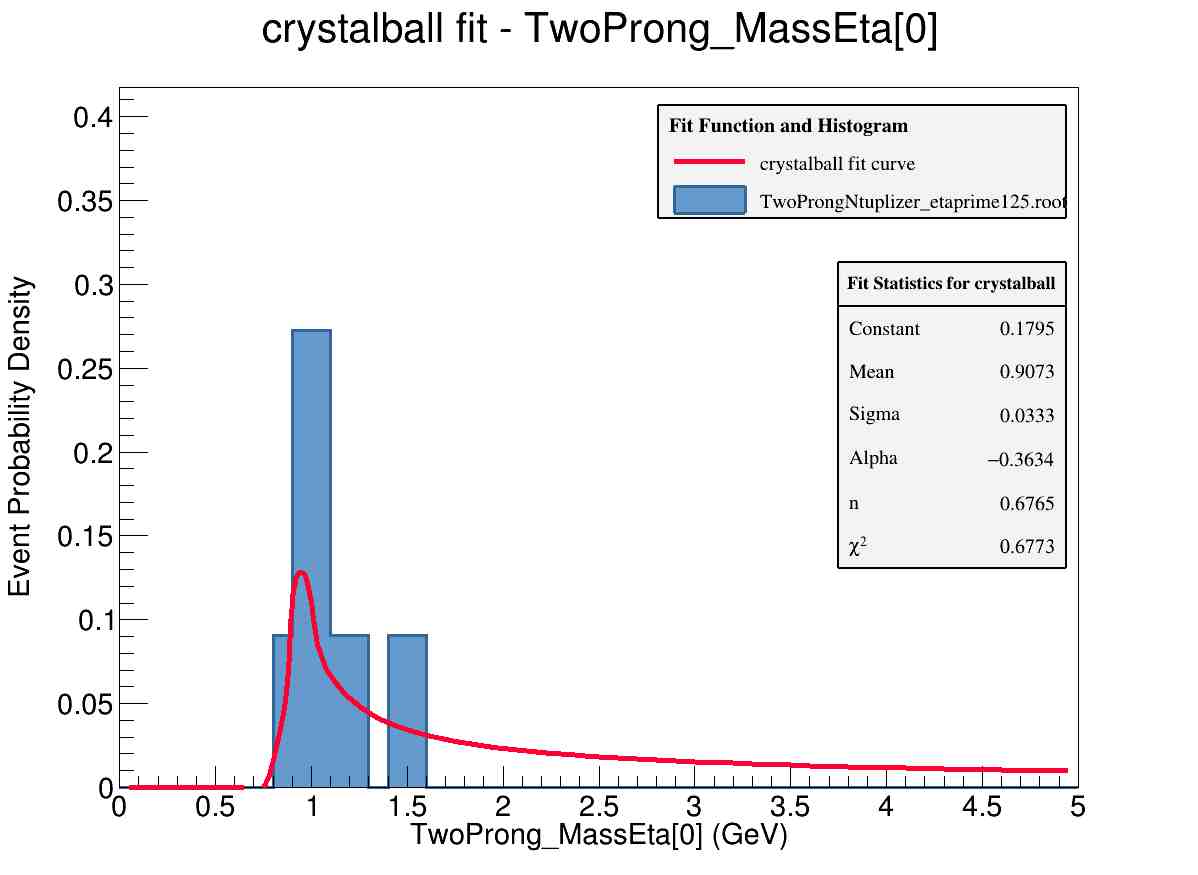 crystalball fit - TwoProng_MassEta[0]
Fit Function and Histogram
crystalball fit curve
TwoProngNtuplizer_etaprime125.root
Fit Statistics for crystalball
Constant 0.1795
Mean 0.9073
Sigma 0.0333
Alpha −0.3634
n 0.6765
χ² 0.6773
Event Probability Density
0.4
0.35
0.3
0.25
0.2
0.15
0.1
0.05
0
0 0.5 1 1.5 2 2.5 3 3.5 4 4.5 5
TwoProng_MassEta[0] (GeV)